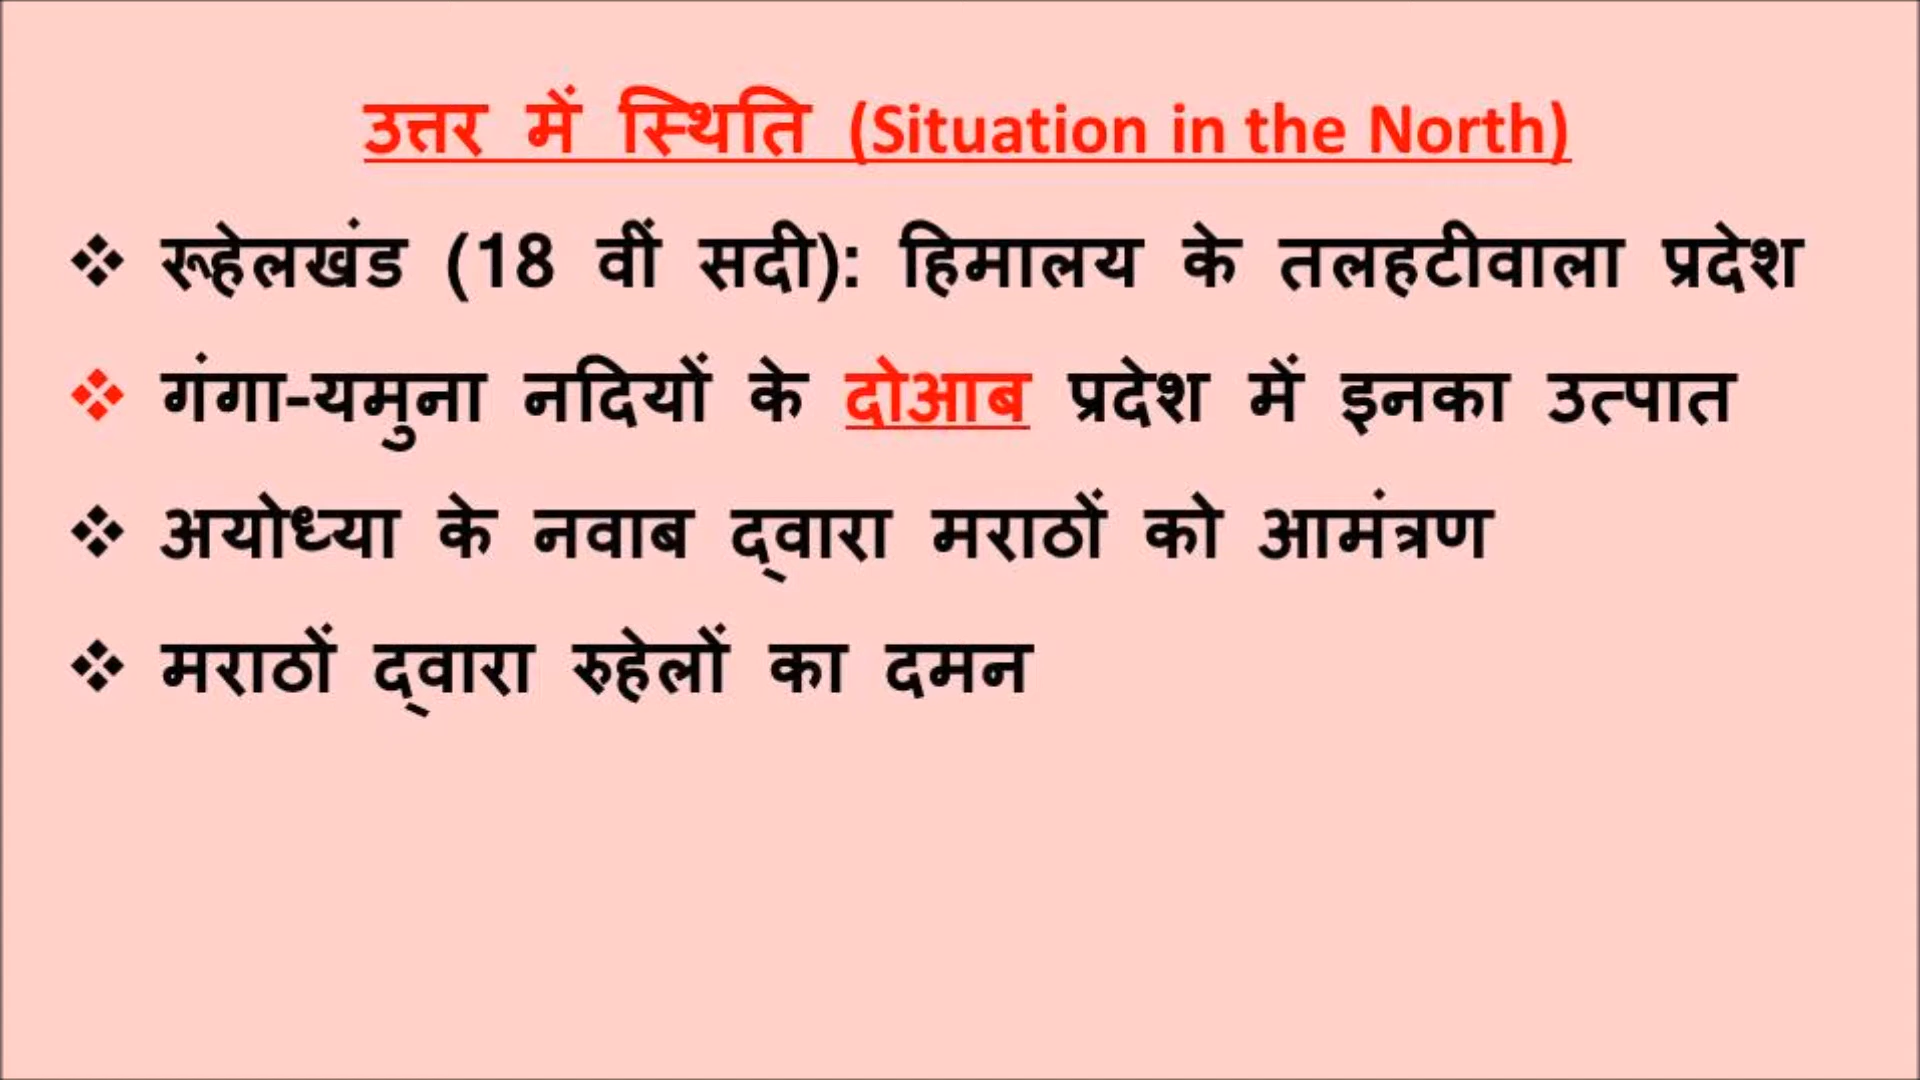 उत्तर में स्थिति (Situation in the North)
❖ रूहेलखंड (18 वीं सदी): हिमालय के तलहटीवाला प्रदेश
❖ गंगा-यमुना नदियों के दोआब प्रदेश में इनका उत्पात
❖ अयोध्या के नवाब द्वारा मराठों को आमंत्रण
❖ मराठों द्वारा रुहेलों का दमन